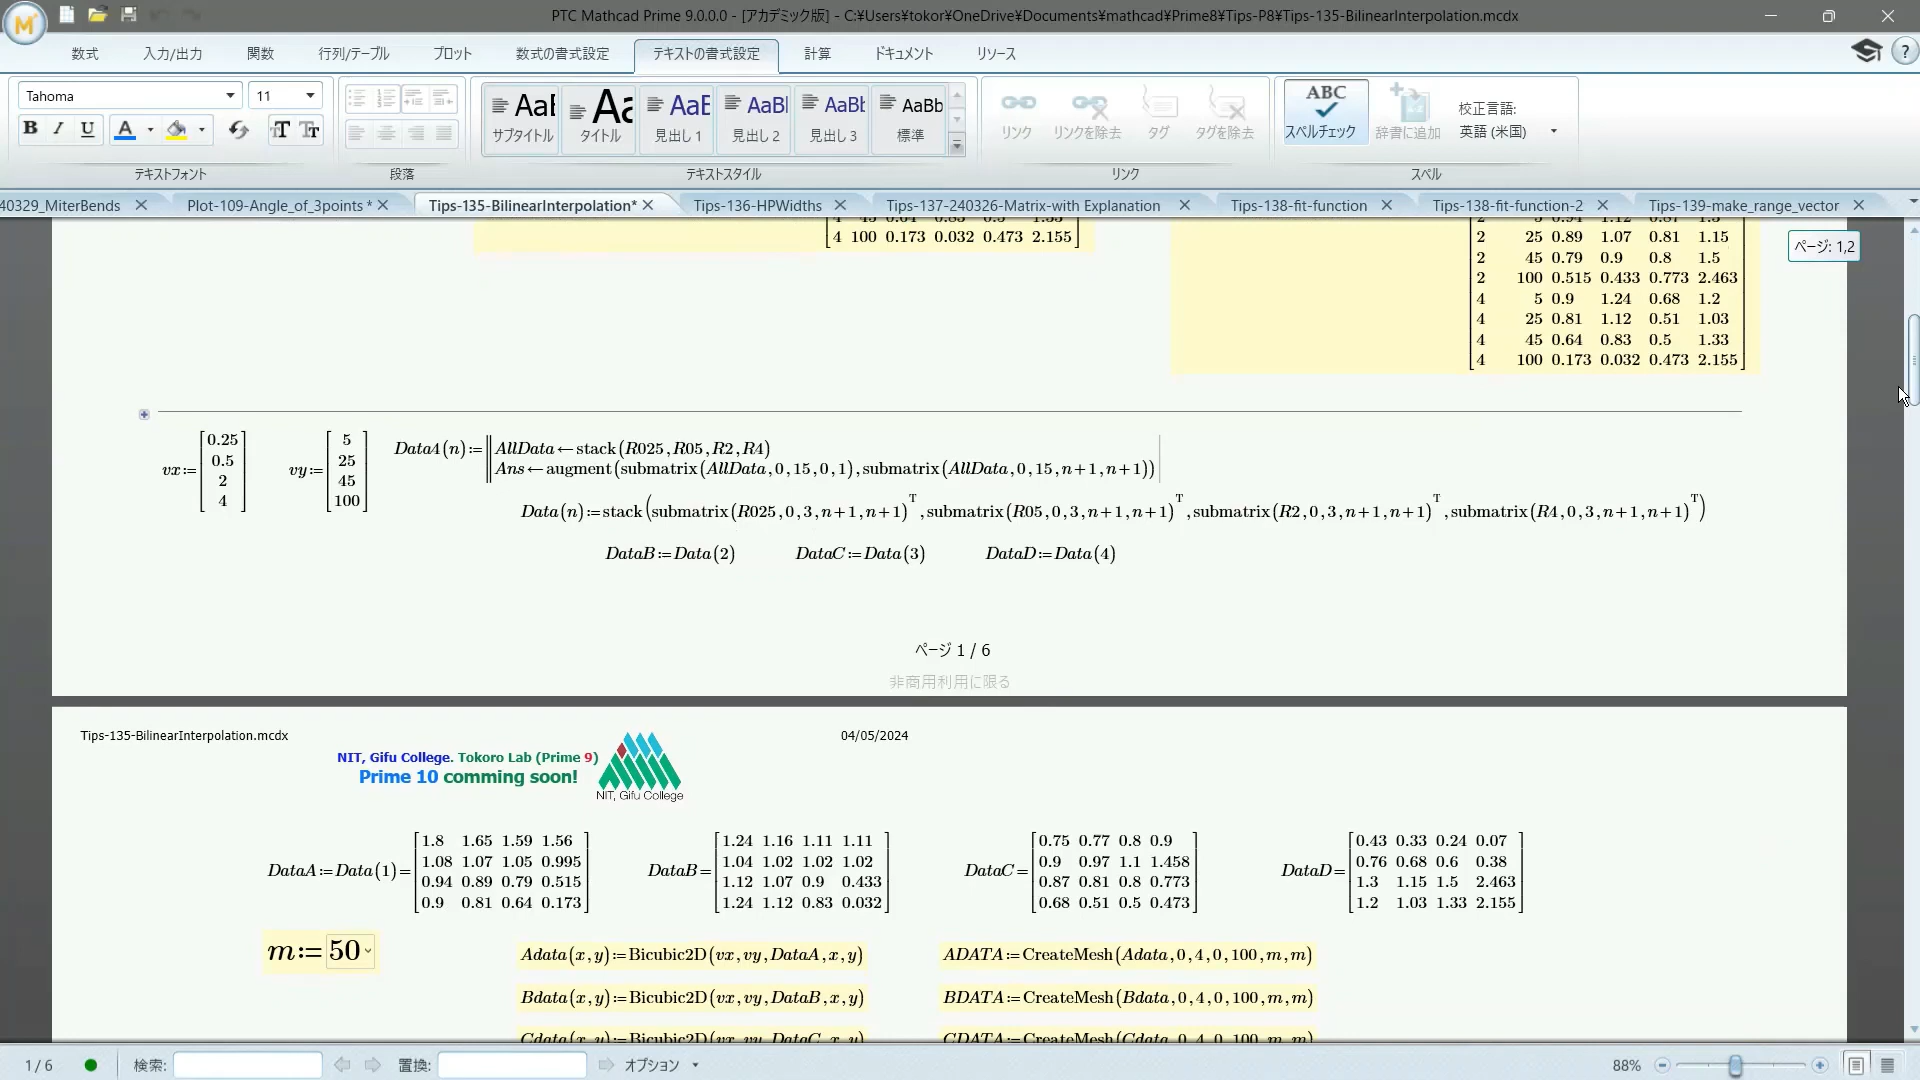 PTC Mathcad Prime 9.0.0.0 - [アカデミック版] - C:¥Users¥tokor¥OneDrive¥Documents¥mathcad¥Prime8¥Tips-P8¥Tips-135-BilinearInterpolation.mcdx
数式 入力/出力 関数 行列/テーブル プロット 数式の書式設定 テキストの書式設定 計算 ドキュメント リソース
Tahoma 11
B I U A
サブタイトル タイトル 見出し 1 見出し 2 見出し 3 標準
リンク リンクを除去 タグ タグを除去
ABC スペルチェック 辞書に追加 校正言語: 英語 (米国)
テキストフォント 段落 テキストスタイル リンク スペル
40329_MiterBends Plot-109-Angle_of_3points * Tips-135-BilinearInterpolation* Tips-136-HPWidths Tips-137-240326-Matrix-with Explanation Tips-138-fit-function Tips-138-fit-function-2 Tips-139-make_range_vector
ページ: 1,2
4 100 0.173 0.032 0.473 2.155
2 25 0.89 1.07 0.81 1.15
2 45 0.79 0.9 0.8 1.5
2 100 0.515 0.433 0.773 2.463
4 5 0.9 1.24 0.68 1.2
4 25 0.81 1.12 0.51 1.03
4 45 0.64 0.83 0.5 1.33
4 100 0.173 0.032 0.473 2.155
vx:=[0.25 0.5 2 4]
vy:=[5 25 45 100]
Data4(n):=‖AllData←stack(R025,R05,R2,R4)
Ans←augment(submatrix(AllData,0,15,0,1),submatrix(AllData,0,15,n+1,n+1))
Data(n):=stack(submatrix(R025,0,3,n+1,n+1)ᵀ,submatrix(R05,0,3,n+1,n+1)ᵀ,submatrix(R2,0,3,n+1,n+1)ᵀ,submatrix(R4,0,3,n+1,n+1)ᵀ)
DataB:=Data(2) DataC:=Data(3) DataD:=Data(4)
ページ 1 / 6
非商用利用に限る
Tips-135-BilinearInterpolation.mcdx
04/05/2024
NIT, Gifu College. Tokoro Lab (Prime 9)
Prime 10 comming soon!
NIT, Gifu College
DataA:=Data(1)=
1.8 1.65 1.59 1.56
1.08 1.07 1.05 0.995
0.94 0.89 0.79 0.515
0.9 0.81 0.64 0.173
DataB=
1.24 1.16 1.11 1.11
1.04 1.02 1.02 1.02
1.12 1.07 0.9 0.433
1.24 1.12 0.83 0.032
DataC=
0.75 0.77 0.8 0.9
0.9 0.97 1.1 1.458
0.87 0.81 0.8 0.773
0.68 0.51 0.5 0.473
DataD=
0.43 0.33 0.24 0.07
0.76 0.68 0.6 0.38
1.3 1.15 1.5 2.463
1.2 1.03 1.33 2.155
m:=50
Adata(x,y):=Bicubic2D(vx,vy,DataA,x,y) ADATA:=CreateMesh(Adata,0,4,0,100,m,m)
Bdata(x,y):=Bicubic2D(vx,vy,DataB,x,y) BDATA:=CreateMesh(Bdata,0,4,0,100,m,m)
Cdata(x,y):=Bicubic2D(vx,vy,DataC,x,y) CDATA:=CreateMesh(Cdata,0,4,0,100,m,m)
1 / 6 検索: 置換: オプション 88%